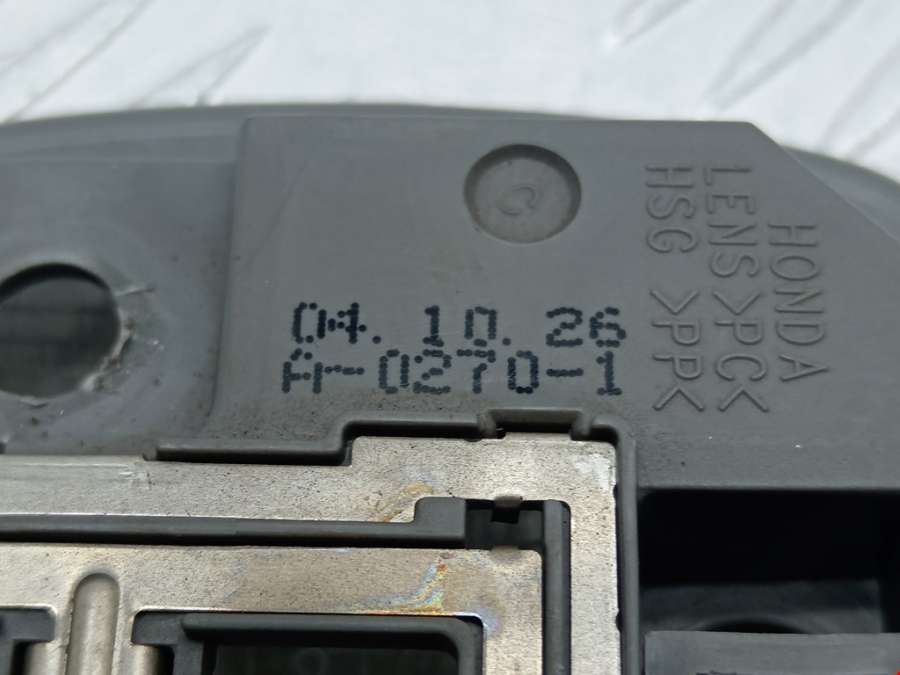 C
04.10.26
A-0270-1
HONDA
LENS >PC<
HSG >PP<